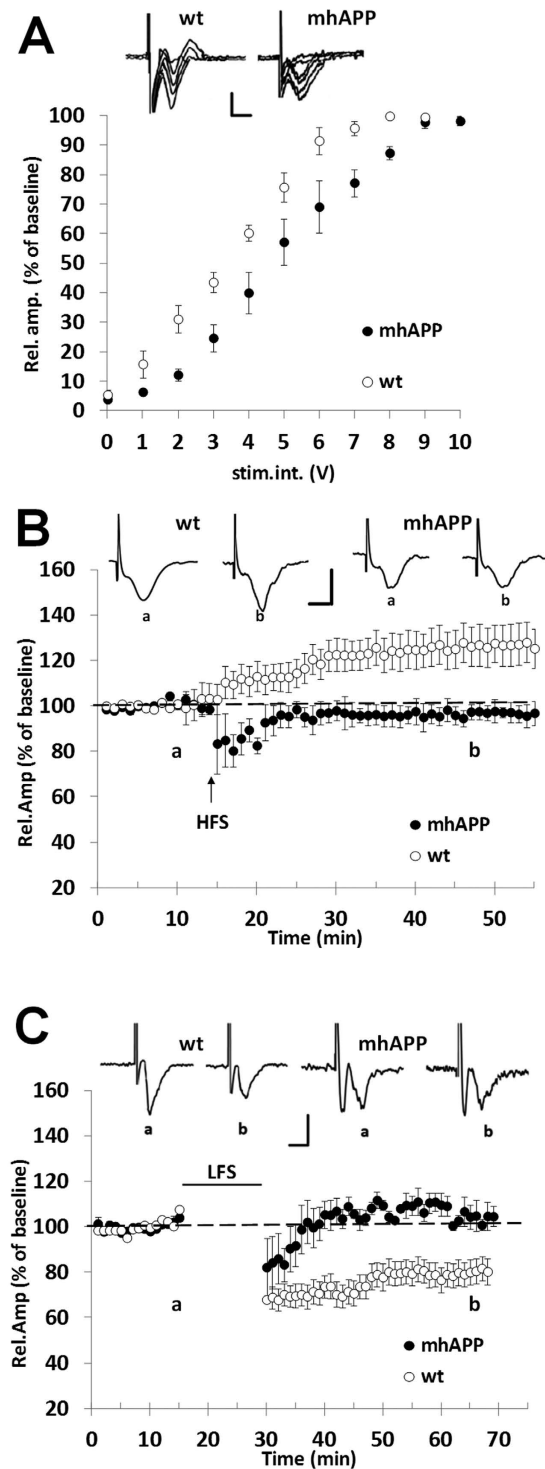 A
wt mhAPP
100
90
80
70
60
50
40
30
20
10
0
Rel. amp. (% of baseline)
mhAPP
wt
0 1 2 3 4 5 6 7 8 9 10
stim.int. (V)
B
wt mhAPP
a b a b
160
140
120
100
80
60
40
20
Rel.Amp (% of baseline)
a b
HFS
mhAPP
wt
0 10 20 30 40 50
Time (min)
C
wt mhAPP
a b a b
160
140
120
100
80
60
40
20
Rel.Amp (% of baseline)
LFS
a b
mhAPP
wt
0 10 20 30 40 50 60 70
Time (min)